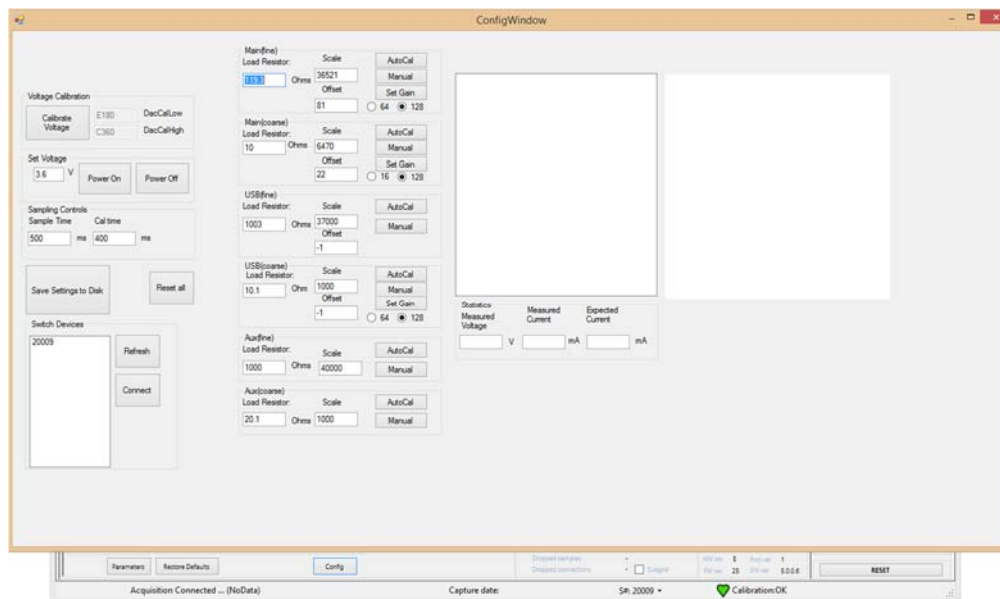 ConfigWindow
Voltage Calibration
Calibrate Voltage
E180 DacCalLow
C360 DacCalHigh
Set Voltage
3.6 V Power On Power Off
Sampling Controls
Sample Time Cal time
500 ms 400 ms
Save Settings to Disk Reset all
Switch Devices
20009
Refresh
Connect
Main(fine)
Load Resistor: Scale AutoCal
119.3 Ohms 36521 Manual
Offset Set Gain
81 64 128
Main(coarse)
Load Resistor: Scale AutoCal
10 Ohms 6470 Manual
Offset Set Gain
22 16 128
USB(fine)
Load Resistor: Scale AutoCal
1003 Ohms 37000 Manual
Offset
-1
USB(coarse)
Load Resistor: Scale AutoCal
10.1 Ohm 1000 Manual
Offset Set Gain
-1 64 128
Aux(fine)
Load Resistor: Scale AutoCal
1000 Ohms 40000 Manual
Aux(coarse)
Load Resistor: Scale AutoCal
20.1 Ohms 1000 Manual
Statistics
Measured Voltage Measured Current Expected Current
V mA mA
Parameters Restore Defaults Config
Dropped samples -
Dropped connections -
RESET
Acquisition Connected ... (NoData) Capture date: S#: 20009 Calibration:OK